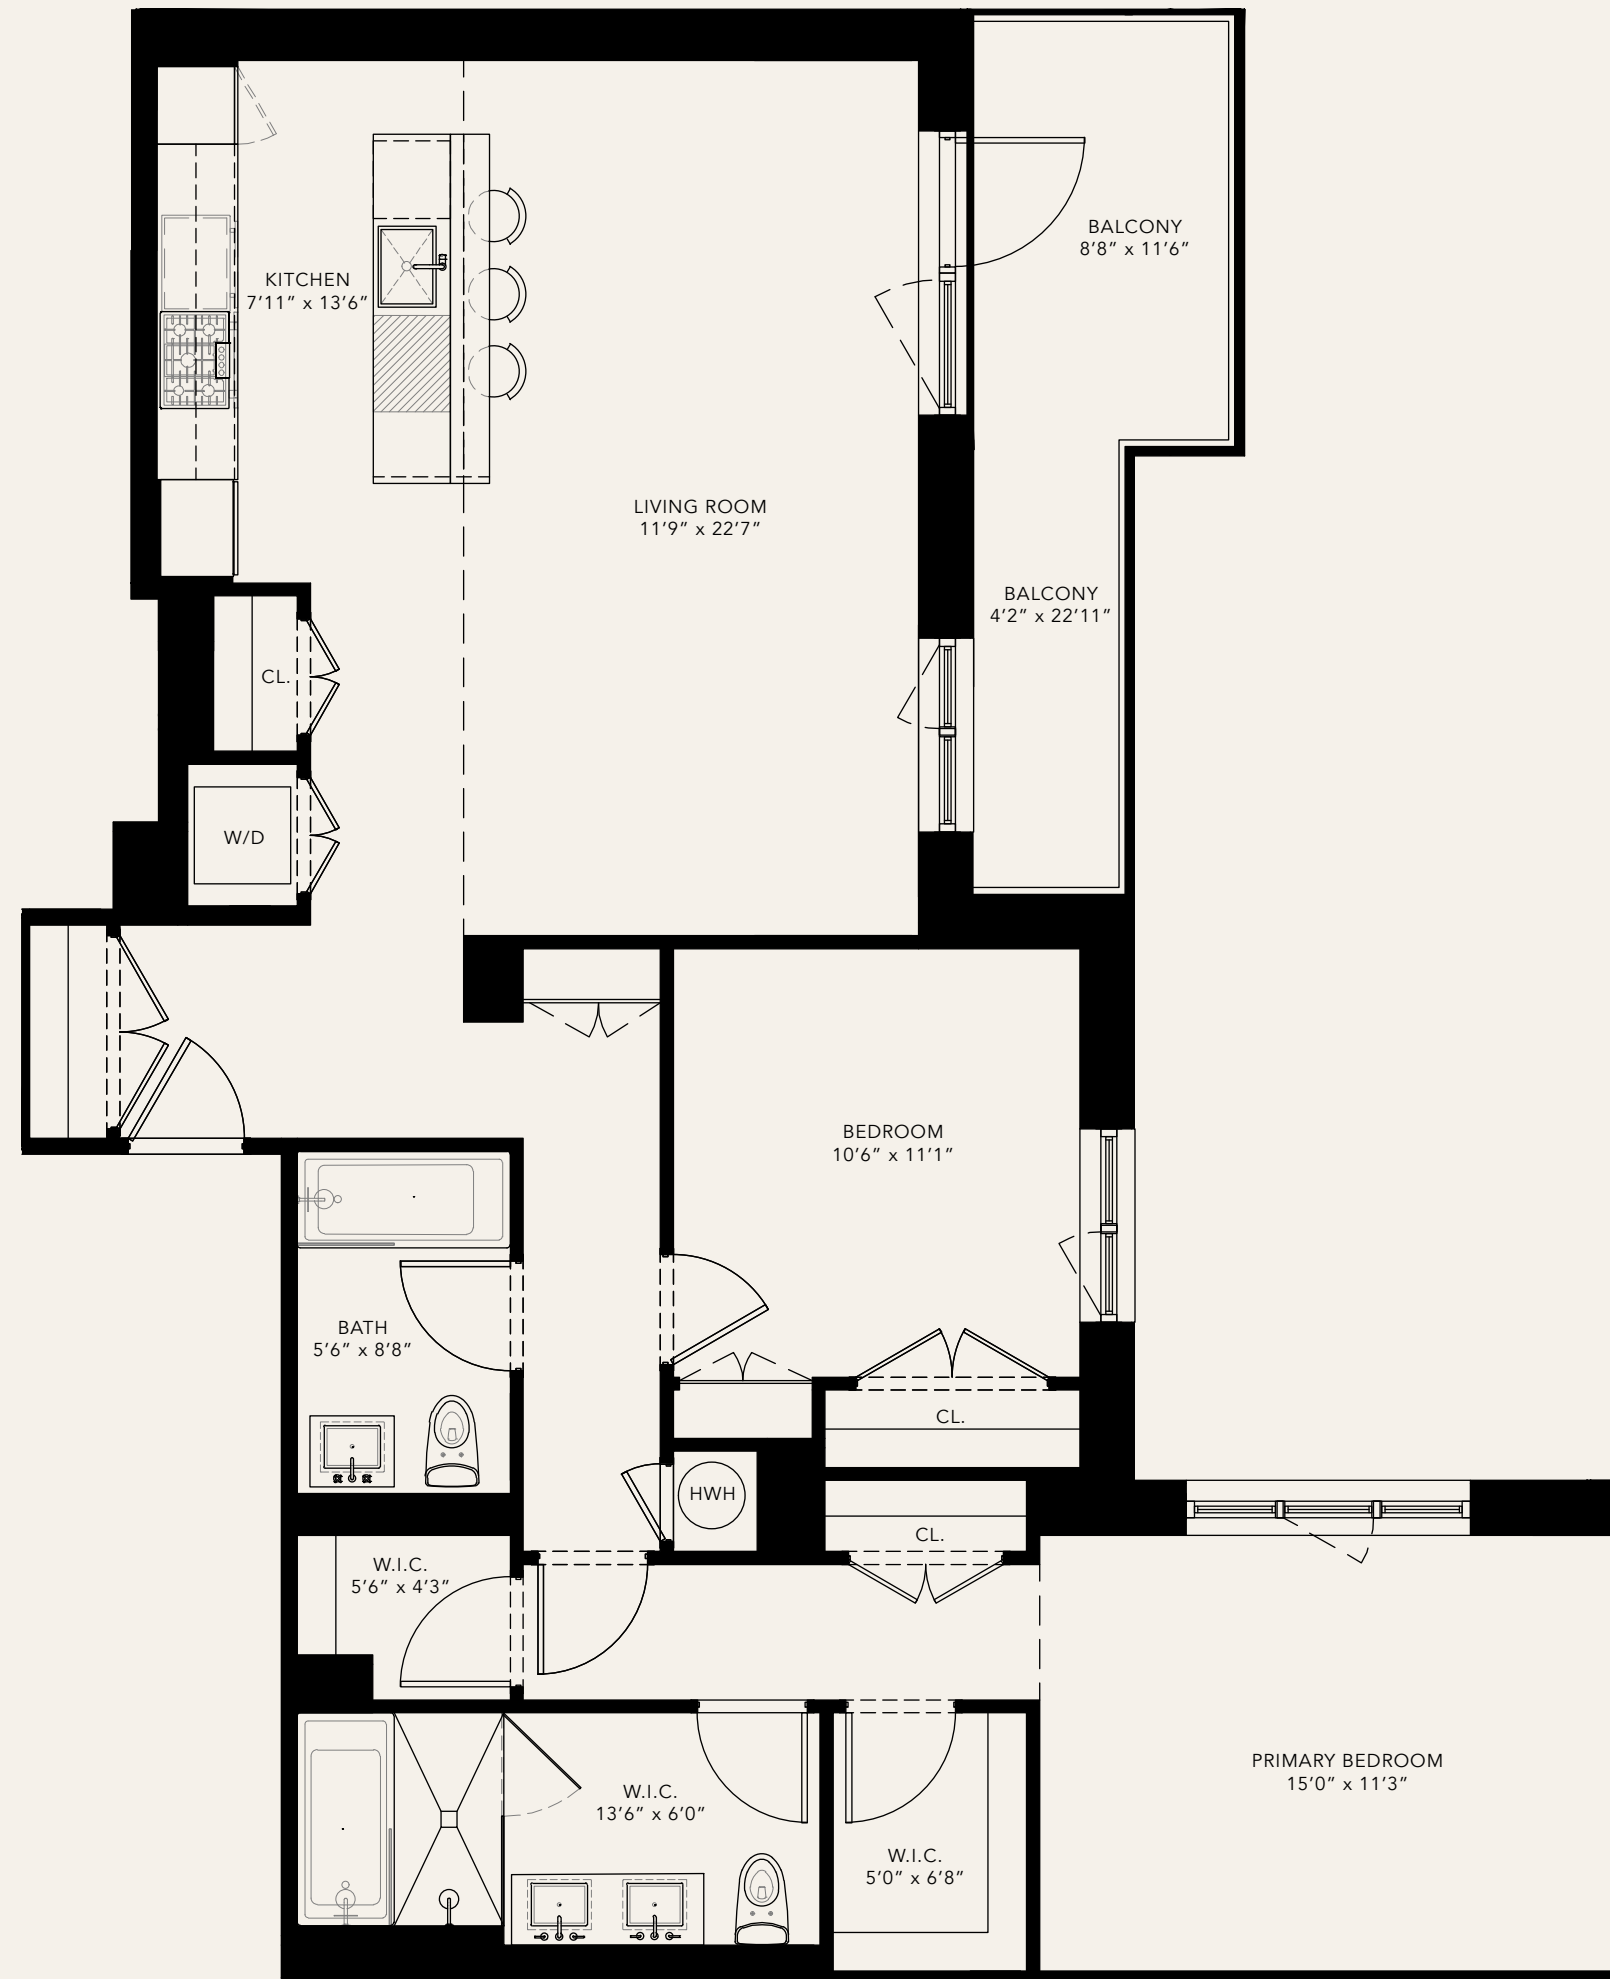 BALCONY
8’8” x 11’6”
KITCHEN
7’11” x 13’6”
LIVING ROOM
11’9” x 22’7”
BALCONY
4’2” x 22’11”
CL.
W/D
BEDROOM
10’6” x 11’1”
BATH
5’6” x 8’8”
CL.
HWH
CL.
W.I.C.
5’6” x 4’3”
PRIMARY BEDROOM
15’0” x 11’3”
W.I.C.
13’6” x 6’0”
W.I.C.
5’0” x 6’8”